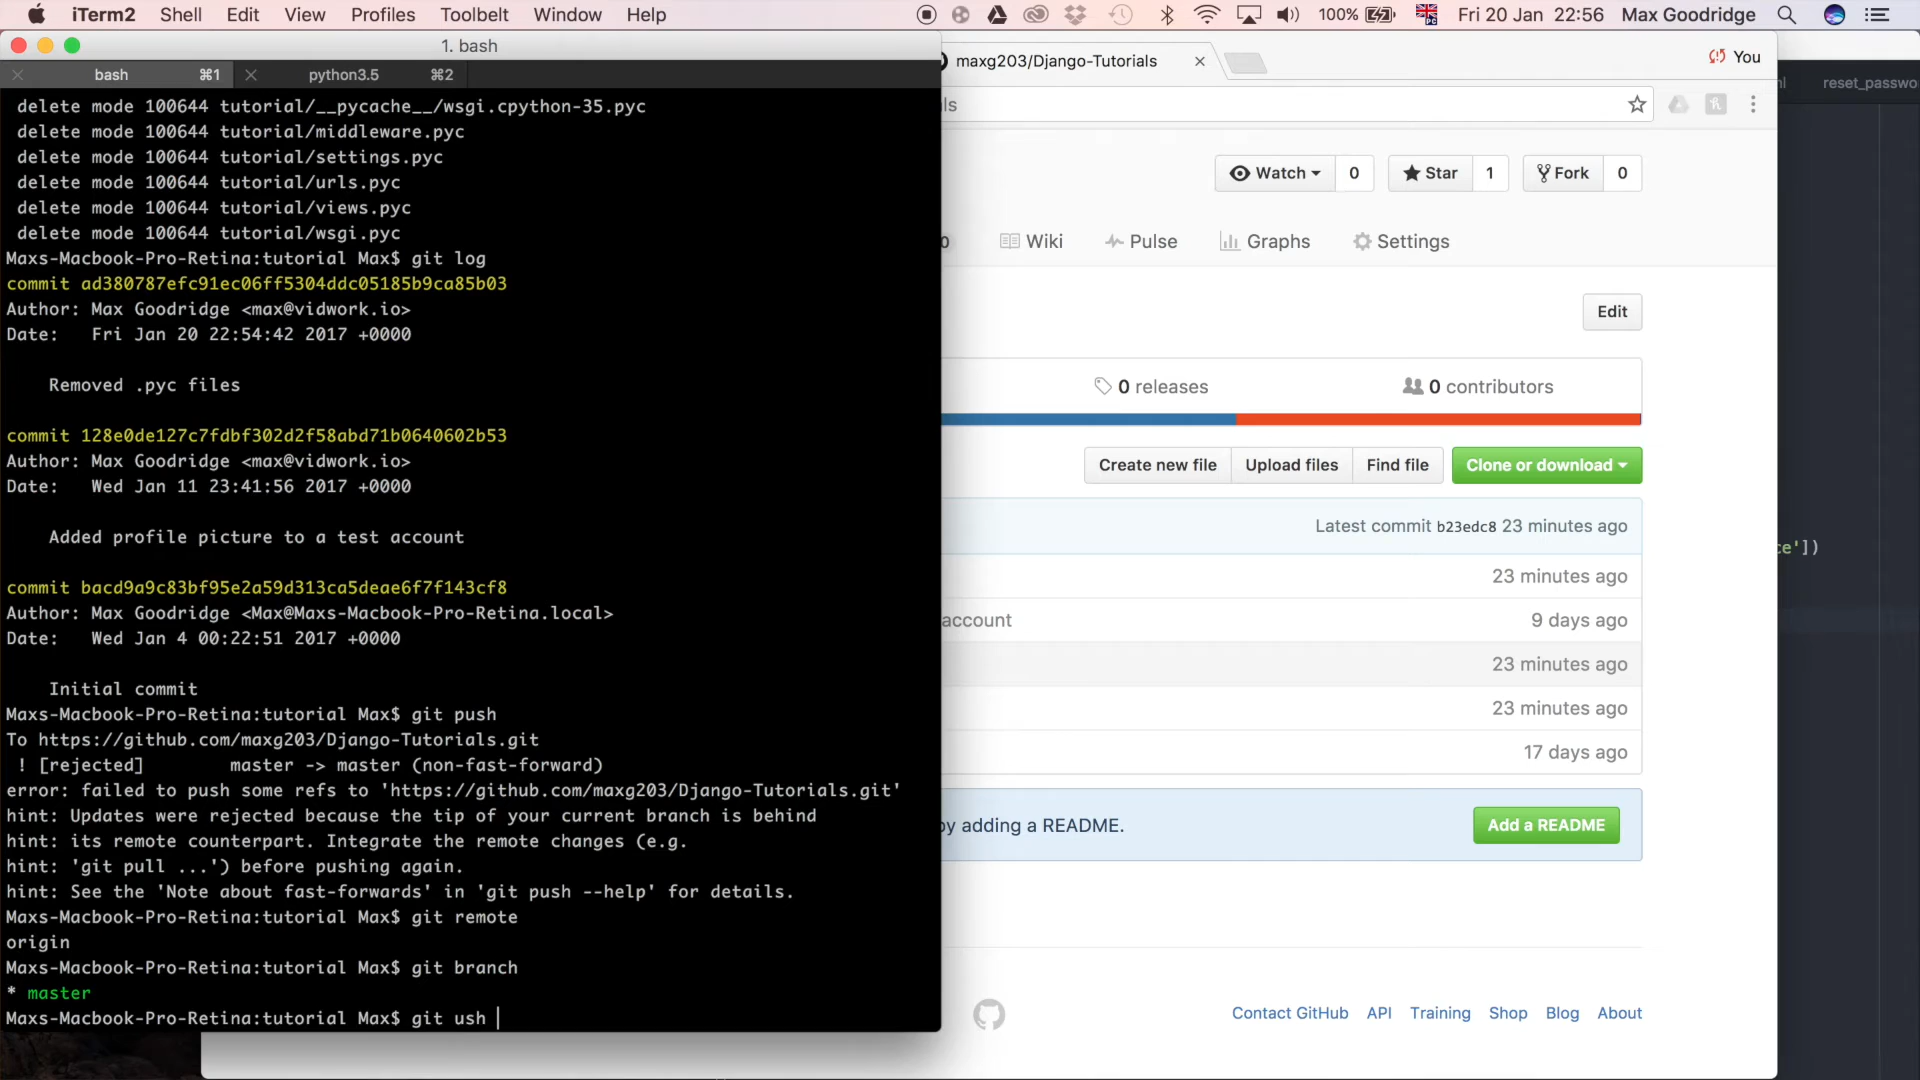 iTerm2 Shell Edit View Profiles Toolbelt Window Help 100% Fri 20 Jan 22:56 Max Goodridge
1. bash
bash ⌘1 python3.5 ⌘2
delete mode 100644 tutorial/__pycache__/wsgi.cpython-35.pyc
delete mode 100644 tutorial/middleware.pyc
delete mode 100644 tutorial/settings.pyc
delete mode 100644 tutorial/urls.pyc
delete mode 100644 tutorial/views.pyc
delete mode 100644 tutorial/wsgi.pyc
Maxs-Macbook-Pro-Retina:tutorial Max$ git log
commit ad380787efc91ec06ff5304ddc05185b9ca85b03
Author: Max Goodridge <max@vidwork.io>
Date:   Fri Jan 20 22:54:42 2017 +0000
Removed .pyc files
commit 128e0de127c7fdbf302d2f58abd71b0640602b53
Author: Max Goodridge <max@vidwork.io>
Date:   Wed Jan 11 23:41:56 2017 +0000
Added profile picture to a test account
commit bacd9a9c83bf95e2a59d313ca5deae6f7f143cf8
Author: Max Goodridge <Max@Maxs-Macbook-Pro-Retina.local>
Date:   Wed Jan 4 00:22:51 2017 +0000
Initial commit
Maxs-Macbook-Pro-Retina:tutorial Max$ git push
To https://github.com/maxg203/Django-Tutorials.git
! [rejected]        master -> master (non-fast-forward)
error: failed to push some refs to 'https://github.com/maxg203/Django-Tutorials.git'
hint: Updates were rejected because the tip of your current branch is behind
hint: its remote counterpart. Integrate the remote changes (e.g.
hint: 'git pull ...') before pushing again.
hint: See the 'Note about fast-forwards' in 'git push --help' for details.
Maxs-Macbook-Pro-Retina:tutorial Max$ git remote
origin
Maxs-Macbook-Pro-Retina:tutorial Max$ git branch
* master
Maxs-Macbook-Pro-Retina:tutorial Max$ git ush
maxg203/Django-Tutorials
You
ls
Watch 0 Star 1 Fork 0
0 Wiki Pulse Graphs Settings
Edit
0 releases 0 contributors
Create new file Upload files Find file Clone or download
Latest commit b23edc8 23 minutes ago
23 minutes ago
account 9 days ago
23 minutes ago
23 minutes ago
17 days ago
by adding a README. Add a README
Contact GitHub API Training Shop Blog About
ml reset_passwo
ce'])